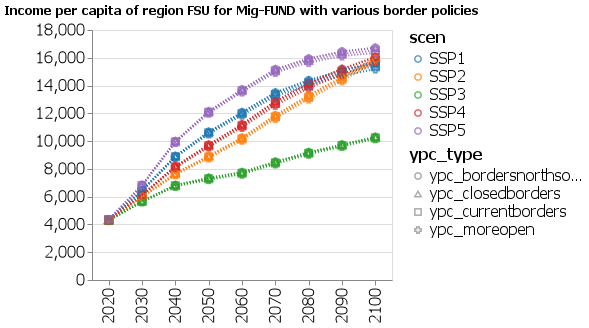 Income per capita of region FSU for Mig-FUND with various border policies
18,000
16,000
14,000
12,000
10,000
8,000
6,000
4,000
2,000
0
2020 2030 2040 2050 2060 2070 2080 2090 2100
scen
SSP1
SSP2
SSP3
SSP4
SSP5
ypc_type
ypc_bordersnorthso...
ypc_closedborders
ypc_currentborders
ypc_moreopen